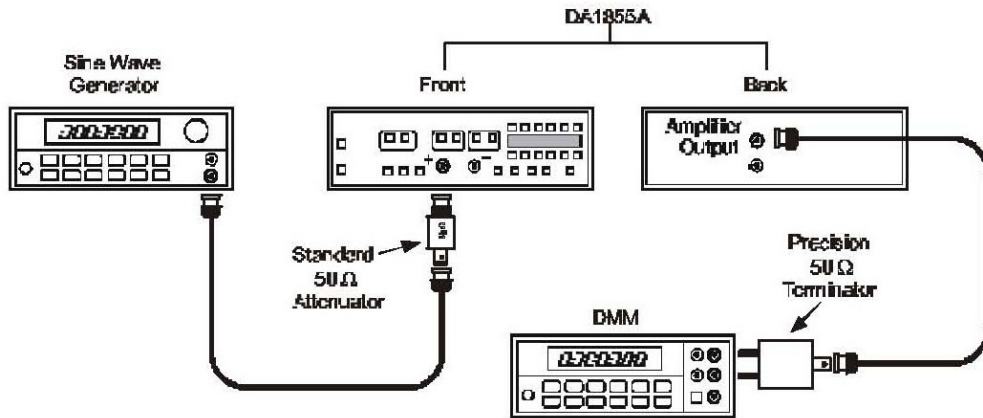 DA1855A
Sine Wave
Generator
Front
Back
Amplifier
Output
+
−
Standard
50 Ω
Attenuator
Precision
50 Ω
Terminator
DMM